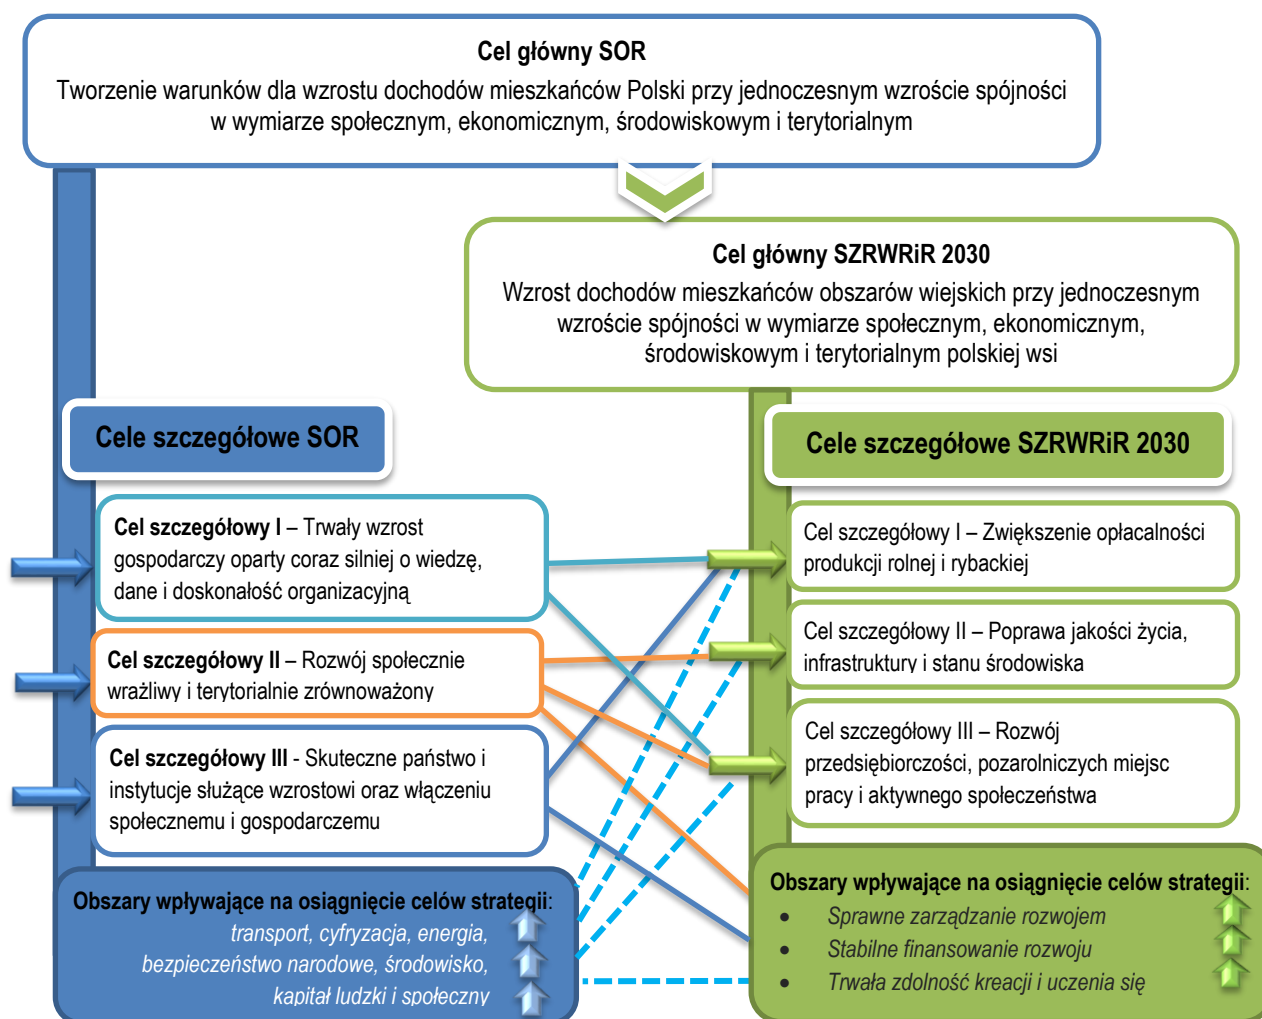 Cel główny SOR
Tworzenie warunków dla wzrostu dochodów mieszkańców Polski przy jednoczesnym wzroście spójności
w wymiarze społecznym, ekonomicznym, środowiskowym i terytorialnym
Cel główny SZRWRiR 2030
Wzrost dochodów mieszkańców obszarów wiejskich przy jednoczesnym
wzroście spójności w wymiarze społecznym, ekonomicznym,
środowiskowym i terytorialnym polskiej wsi
Cele szczegółowe SOR
Cel szczegółowy I – Trwały wzrost
gospodarczy oparty coraz silniej o wiedzę,
dane i doskonałość organizacyjną
Cel szczegółowy II – Rozwój społecznie
wrażliwy i terytorialnie zrównoważony
Cel szczegółowy III - Skuteczne państwo i
instytucje służące wzrostowi oraz włączeniu
społecznemu i gospodarczemu
Obszary wpływające na osiągnięcie celów strategii:
transport, cyfryzacja, energia,
bezpieczeństwo narodowe, środowisko,
kapitał ludzki i społeczny
Cele szczegółowe SZRWRiR 2030
Cel szczegółowy I – Zwiększenie opłacalności
produkcji rolnej i rybackiej
Cel szczegółowy II – Poprawa jakości życia,
infrastruktury i stanu środowiska
Cel szczegółowy III – Rozwój
przedsiębiorczości, pozarolniczych miejsc
pracy i aktywnego społeczeństwa
Obszary wpływające na osiągnięcie celów strategii:
• Sprawne zarządzanie rozwojem
• Stabilne finansowanie rozwoju
• Trwała zdolność kreacji i uczenia się